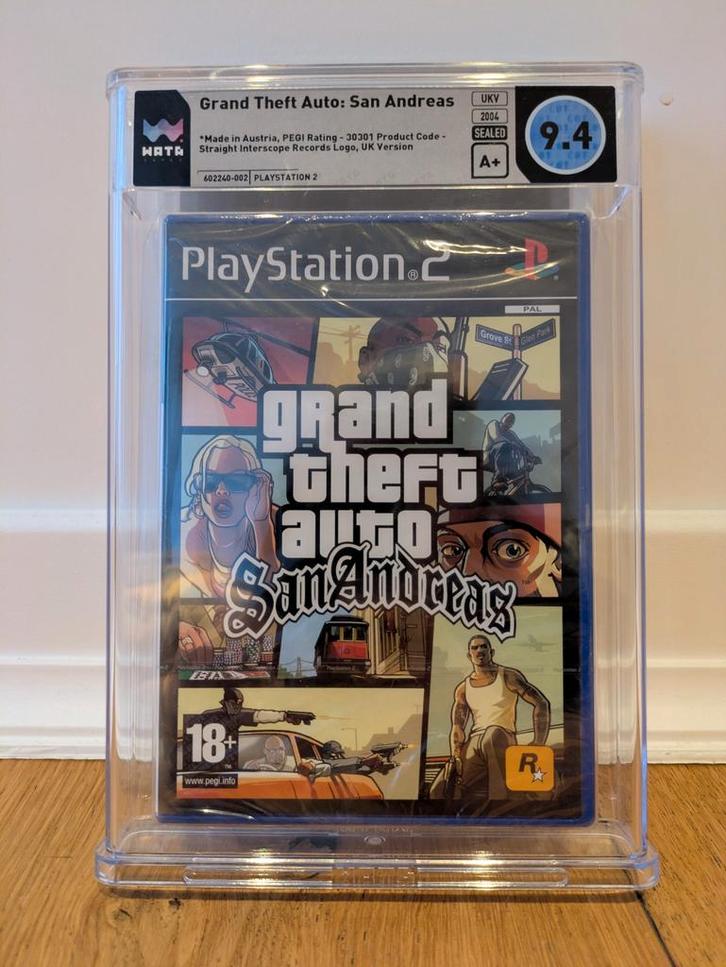 WATA
Grand Theft Auto: San Andreas
*Made in Austria, PEGI Rating - 30301 Product Code -
Straight Interscope Records Logo, UK Version
602240-002 PLAYSTATION 2
UKV
2004
SEALED
A+
9.4
PlayStation®2
PAL
Grove St
Glen Park
grand
theft
auto
San Andreas
18+
www.pegi.info
R